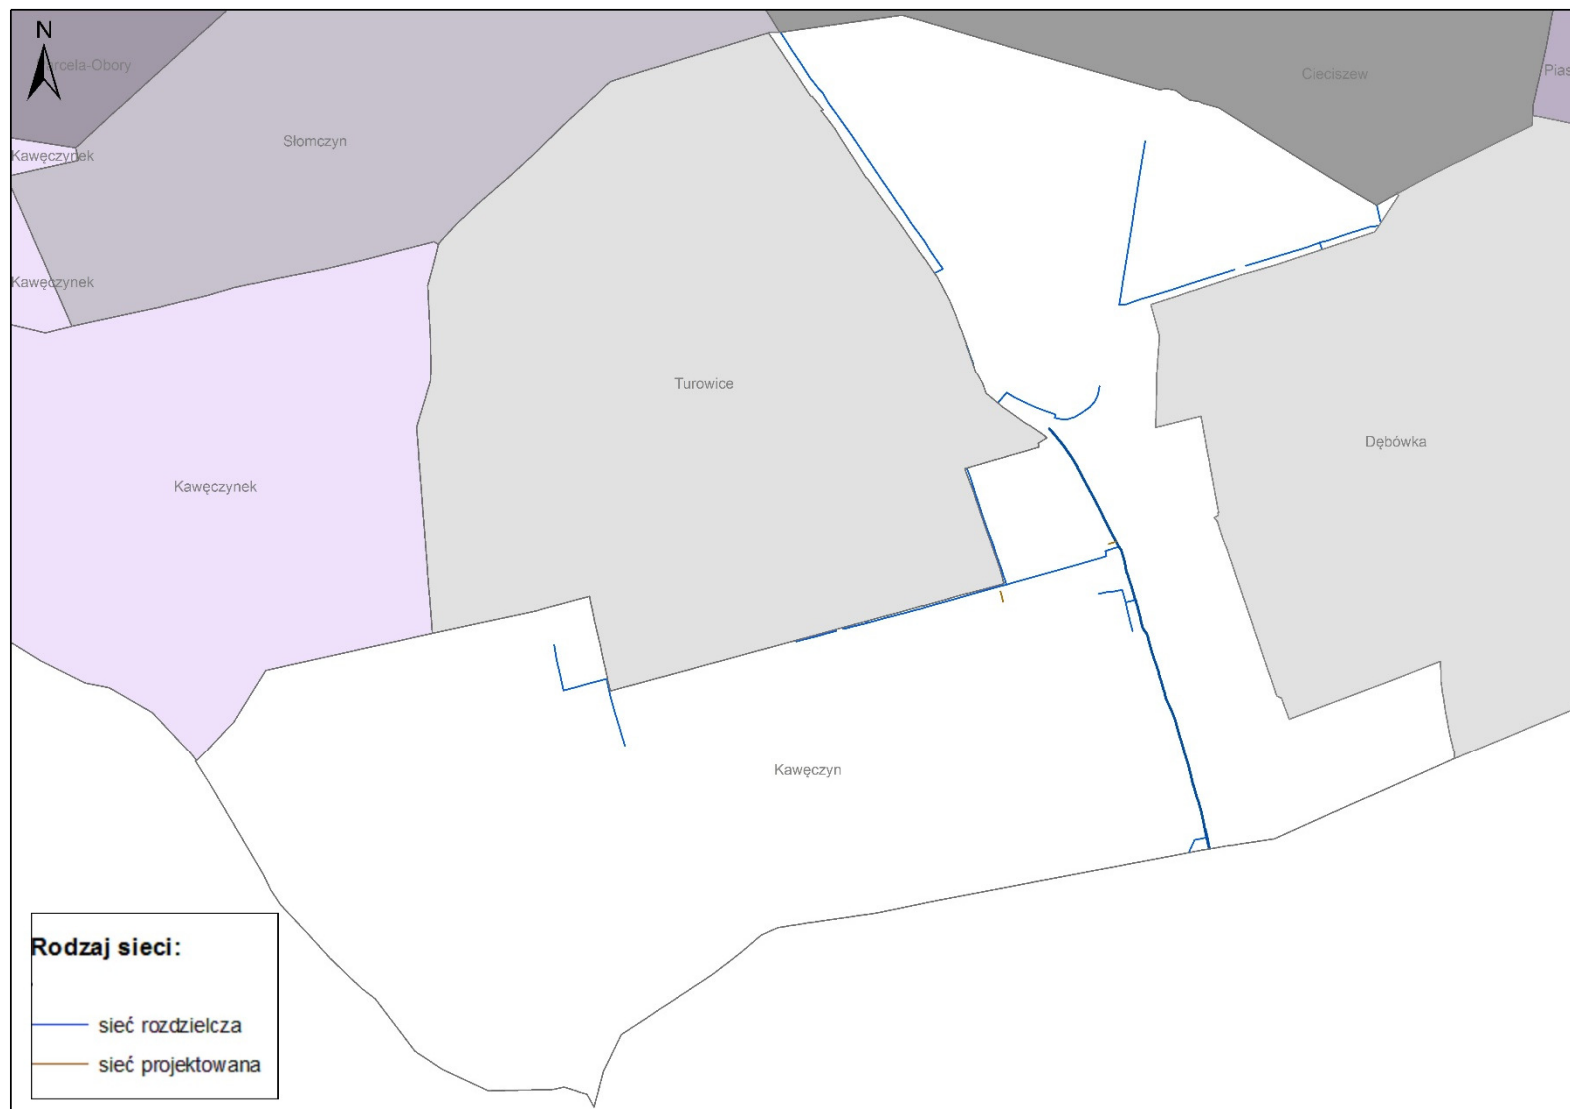 N
Cieciszew
Słomczyn
Kawęczynek
Kawęczynek
Turowice
Dębówka
Kawęczynek
Kawęczyn
Rodzaj sieci:
sieć rozdzielcza
sieć projektowana